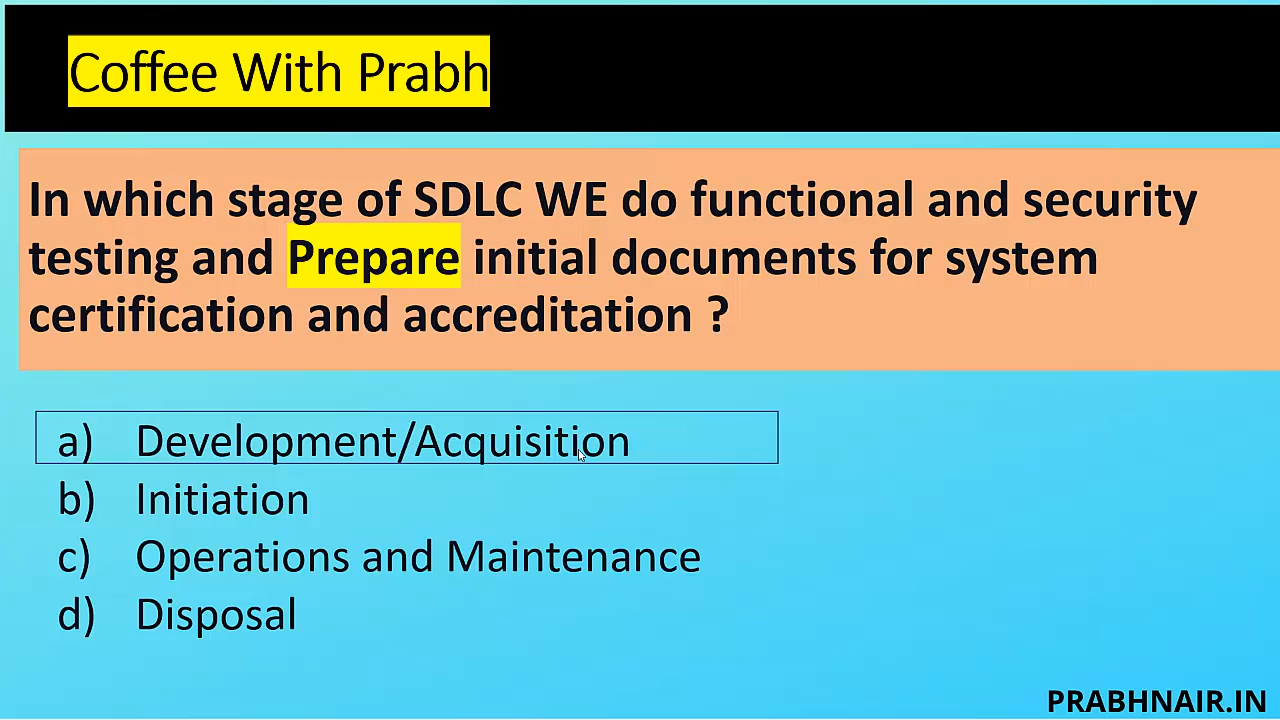 Coffee With Prabh
In which stage of SDLC WE do functional and security
testing and Prepare initial documents for system
certification and accreditation ?
a) Development/Acquisition
b) Initiation
c) Operations and Maintenance
d) Disposal
PRABHNAIR.IN